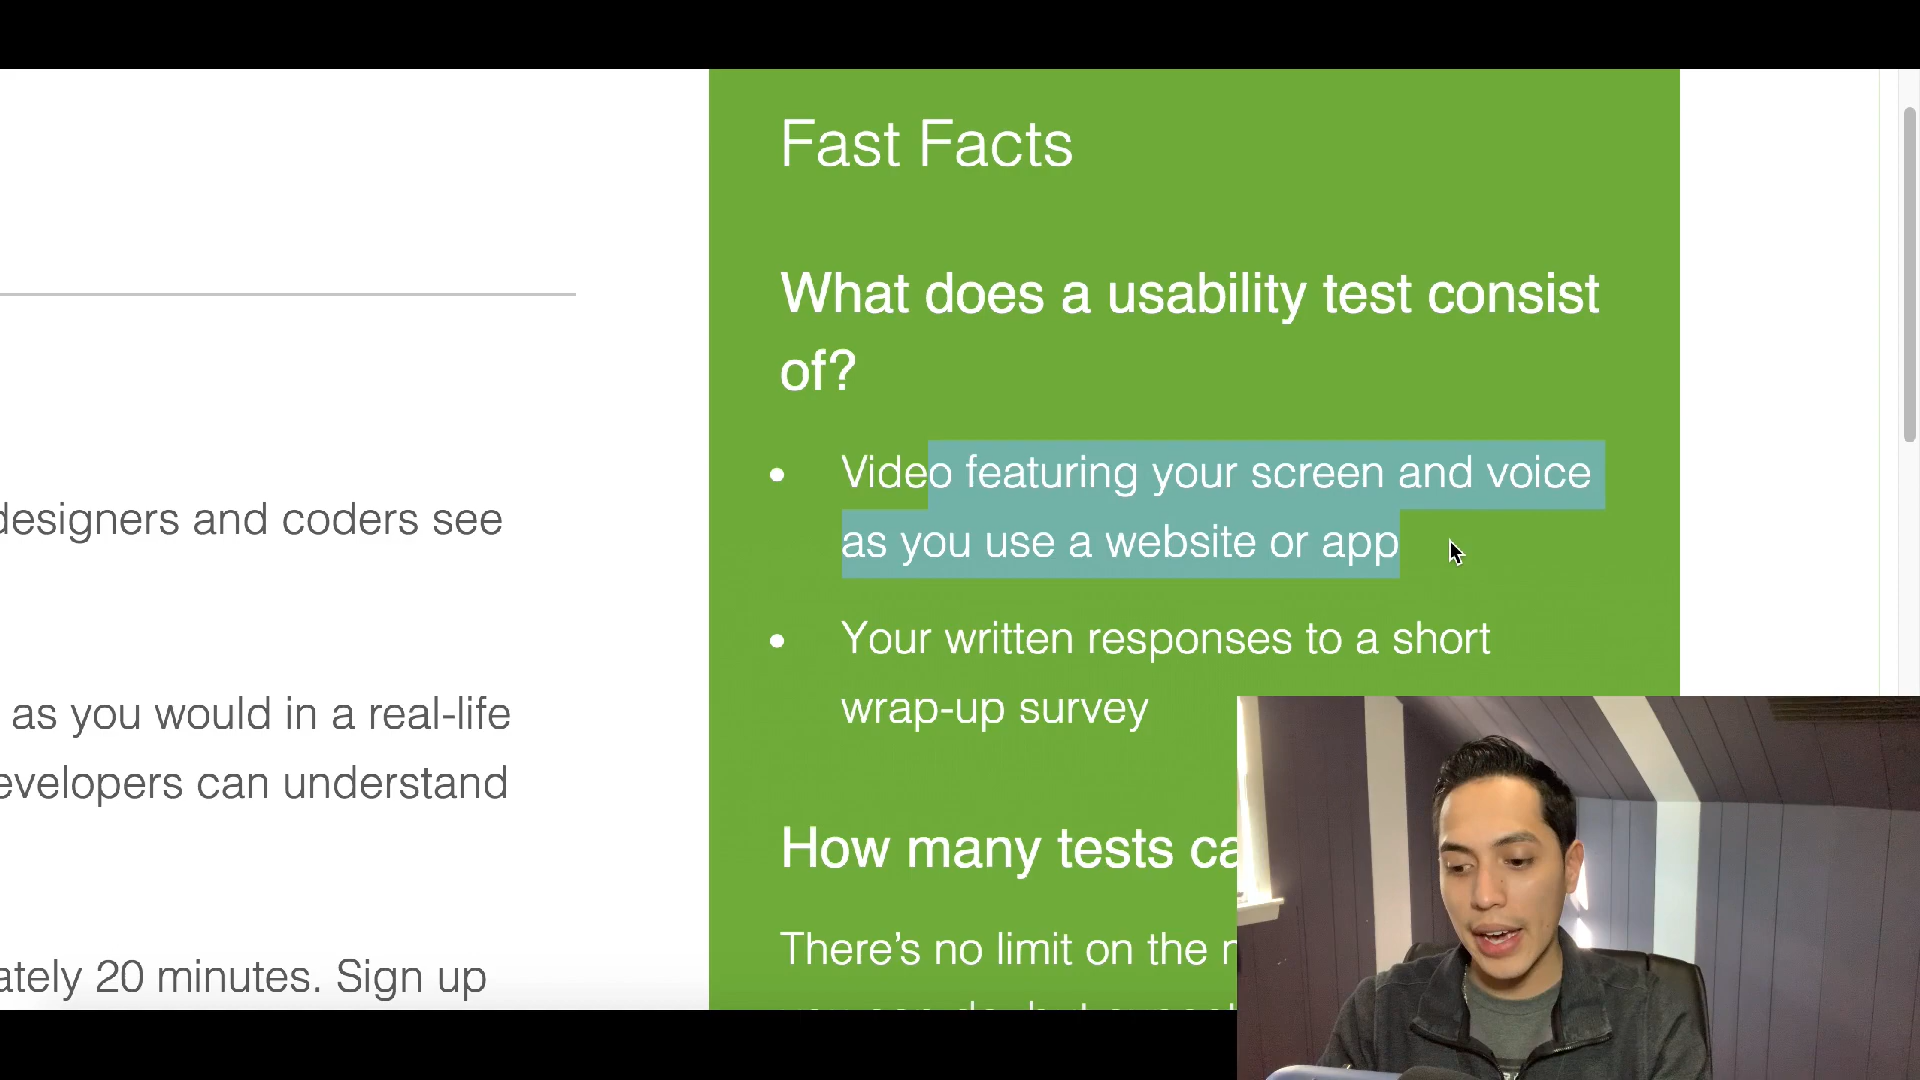 designers and coders see
as you would in a real-life
evelopers can understand
ately 20 minutes. Sign up
Fast Facts
What does a usability test consist
of?
• Video featuring your screen and voice
as you use a website or app
• Your written responses to a short
wrap-up survey
How many tests ca
There’s no limit on the